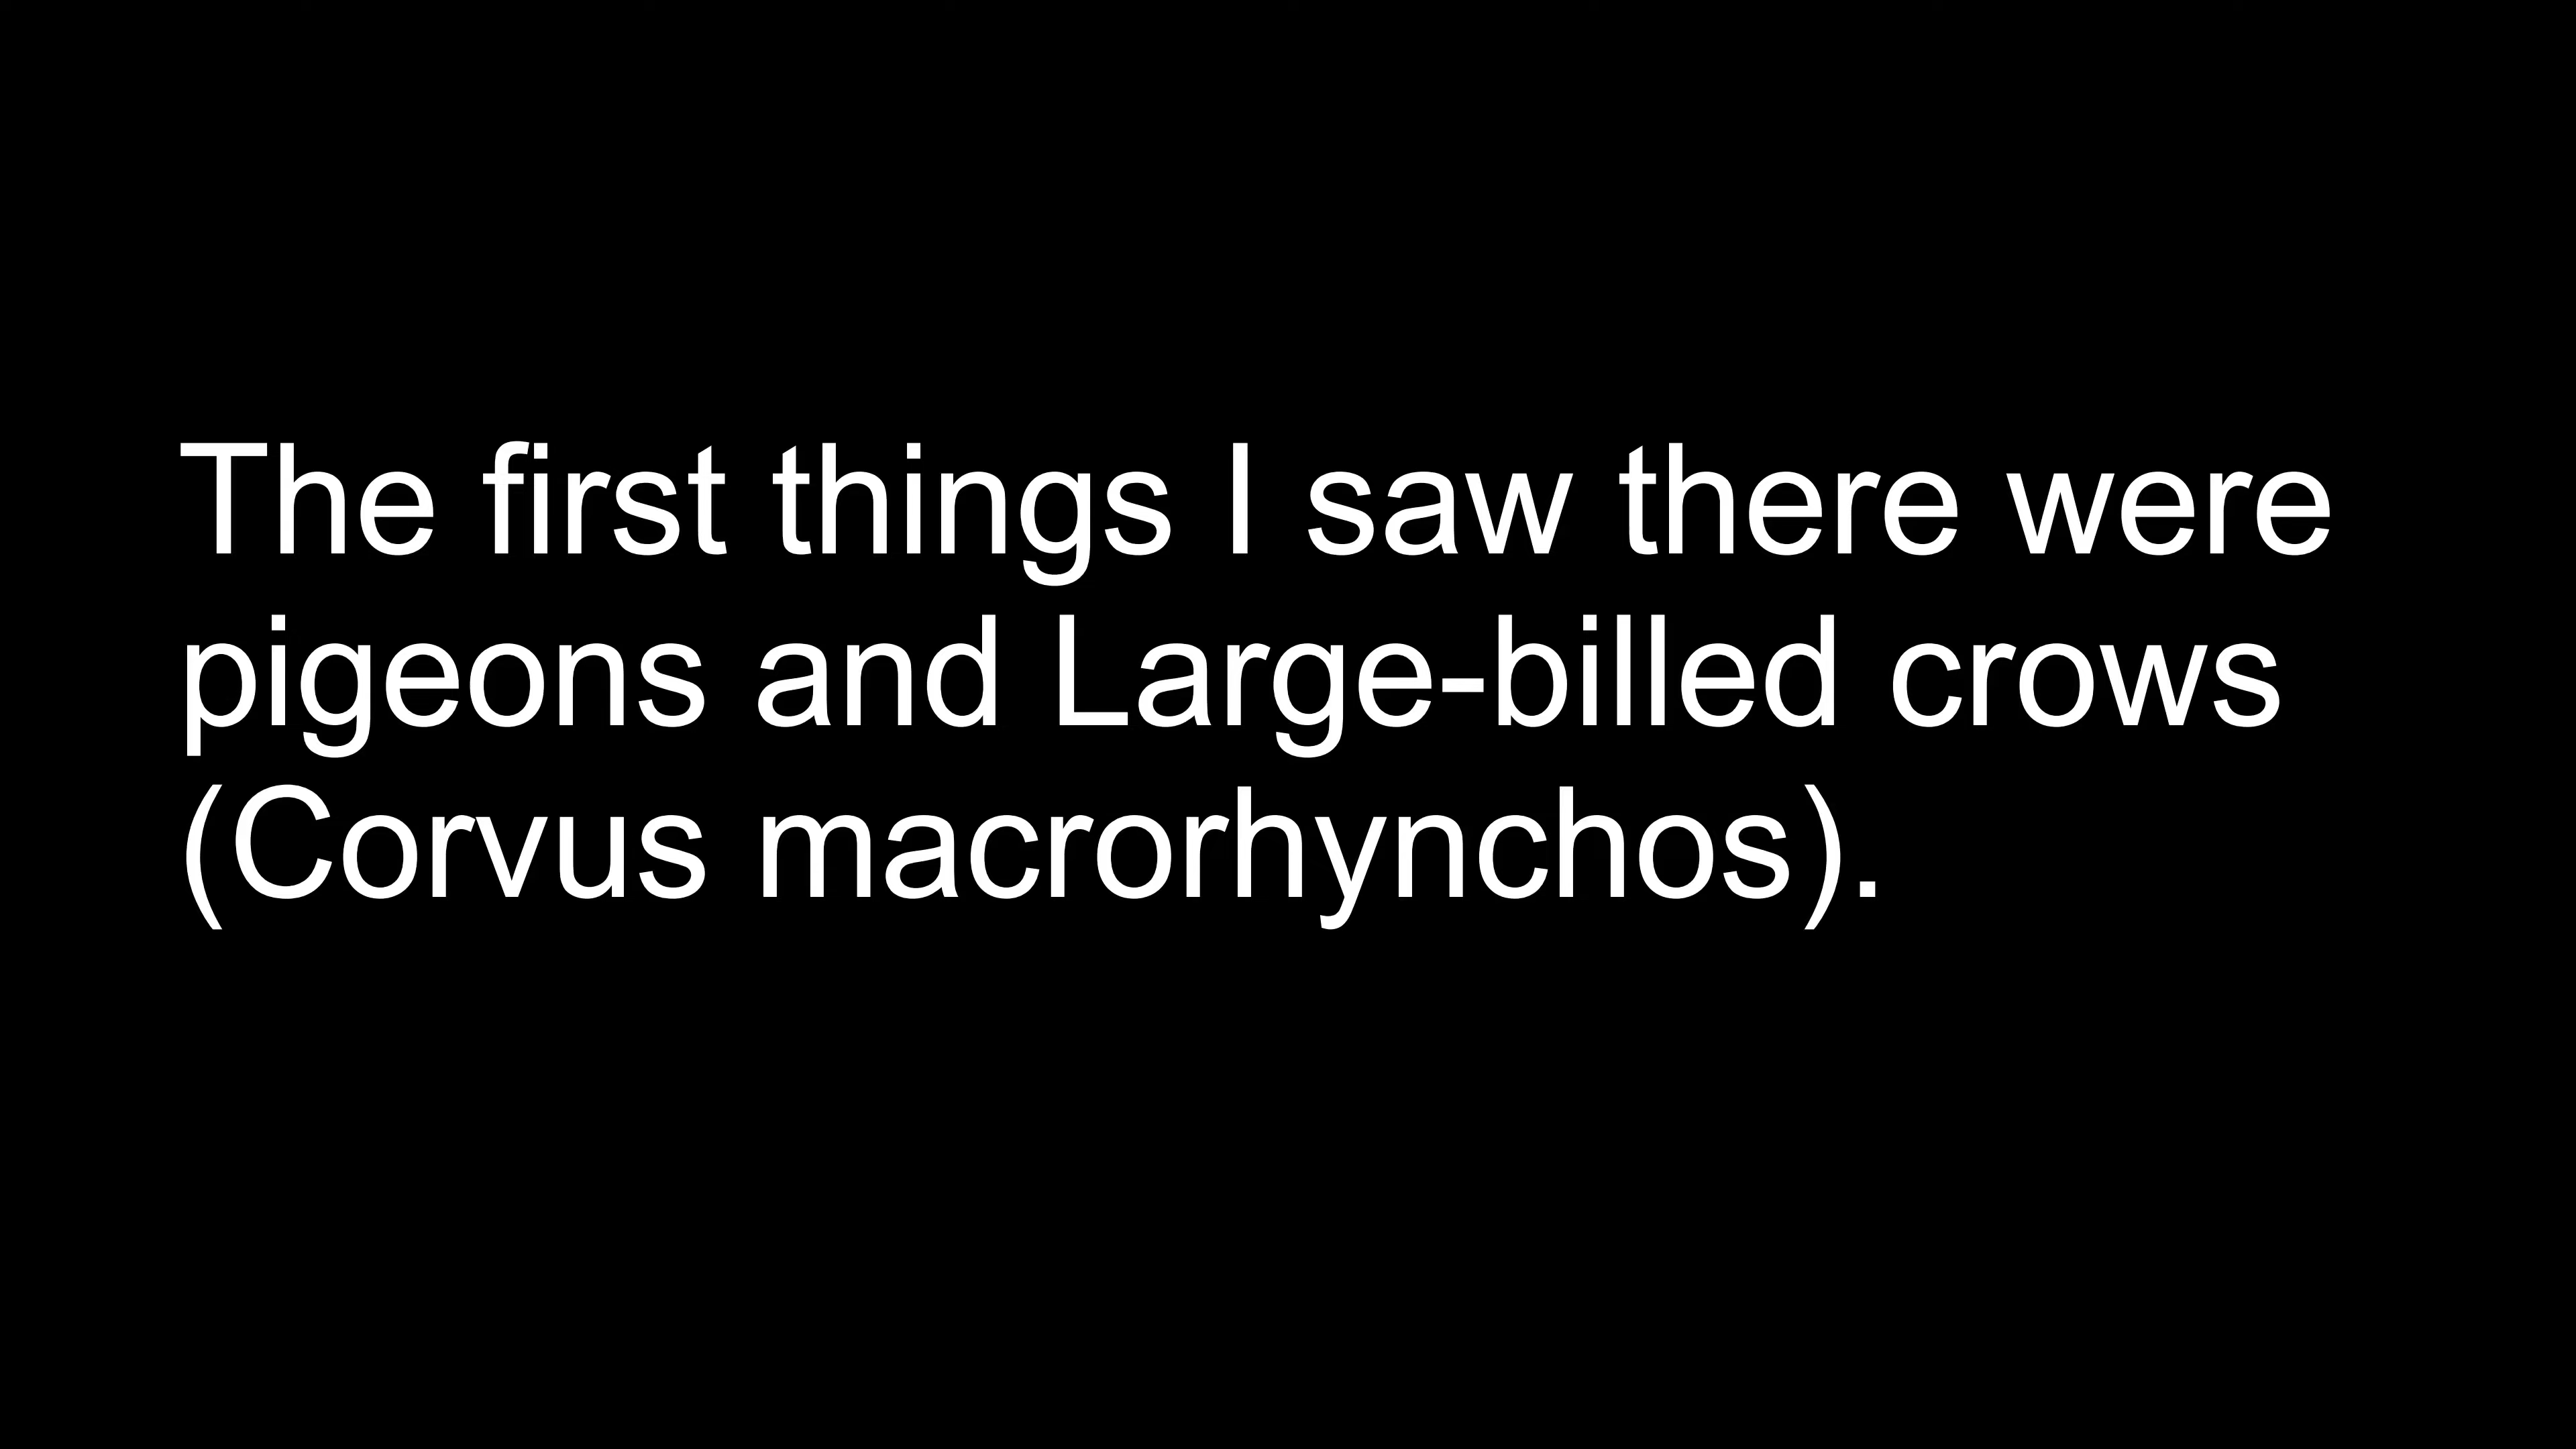 The first things I saw there were
pigeons and Large-billed crows
(Corvus macrorhynchos).